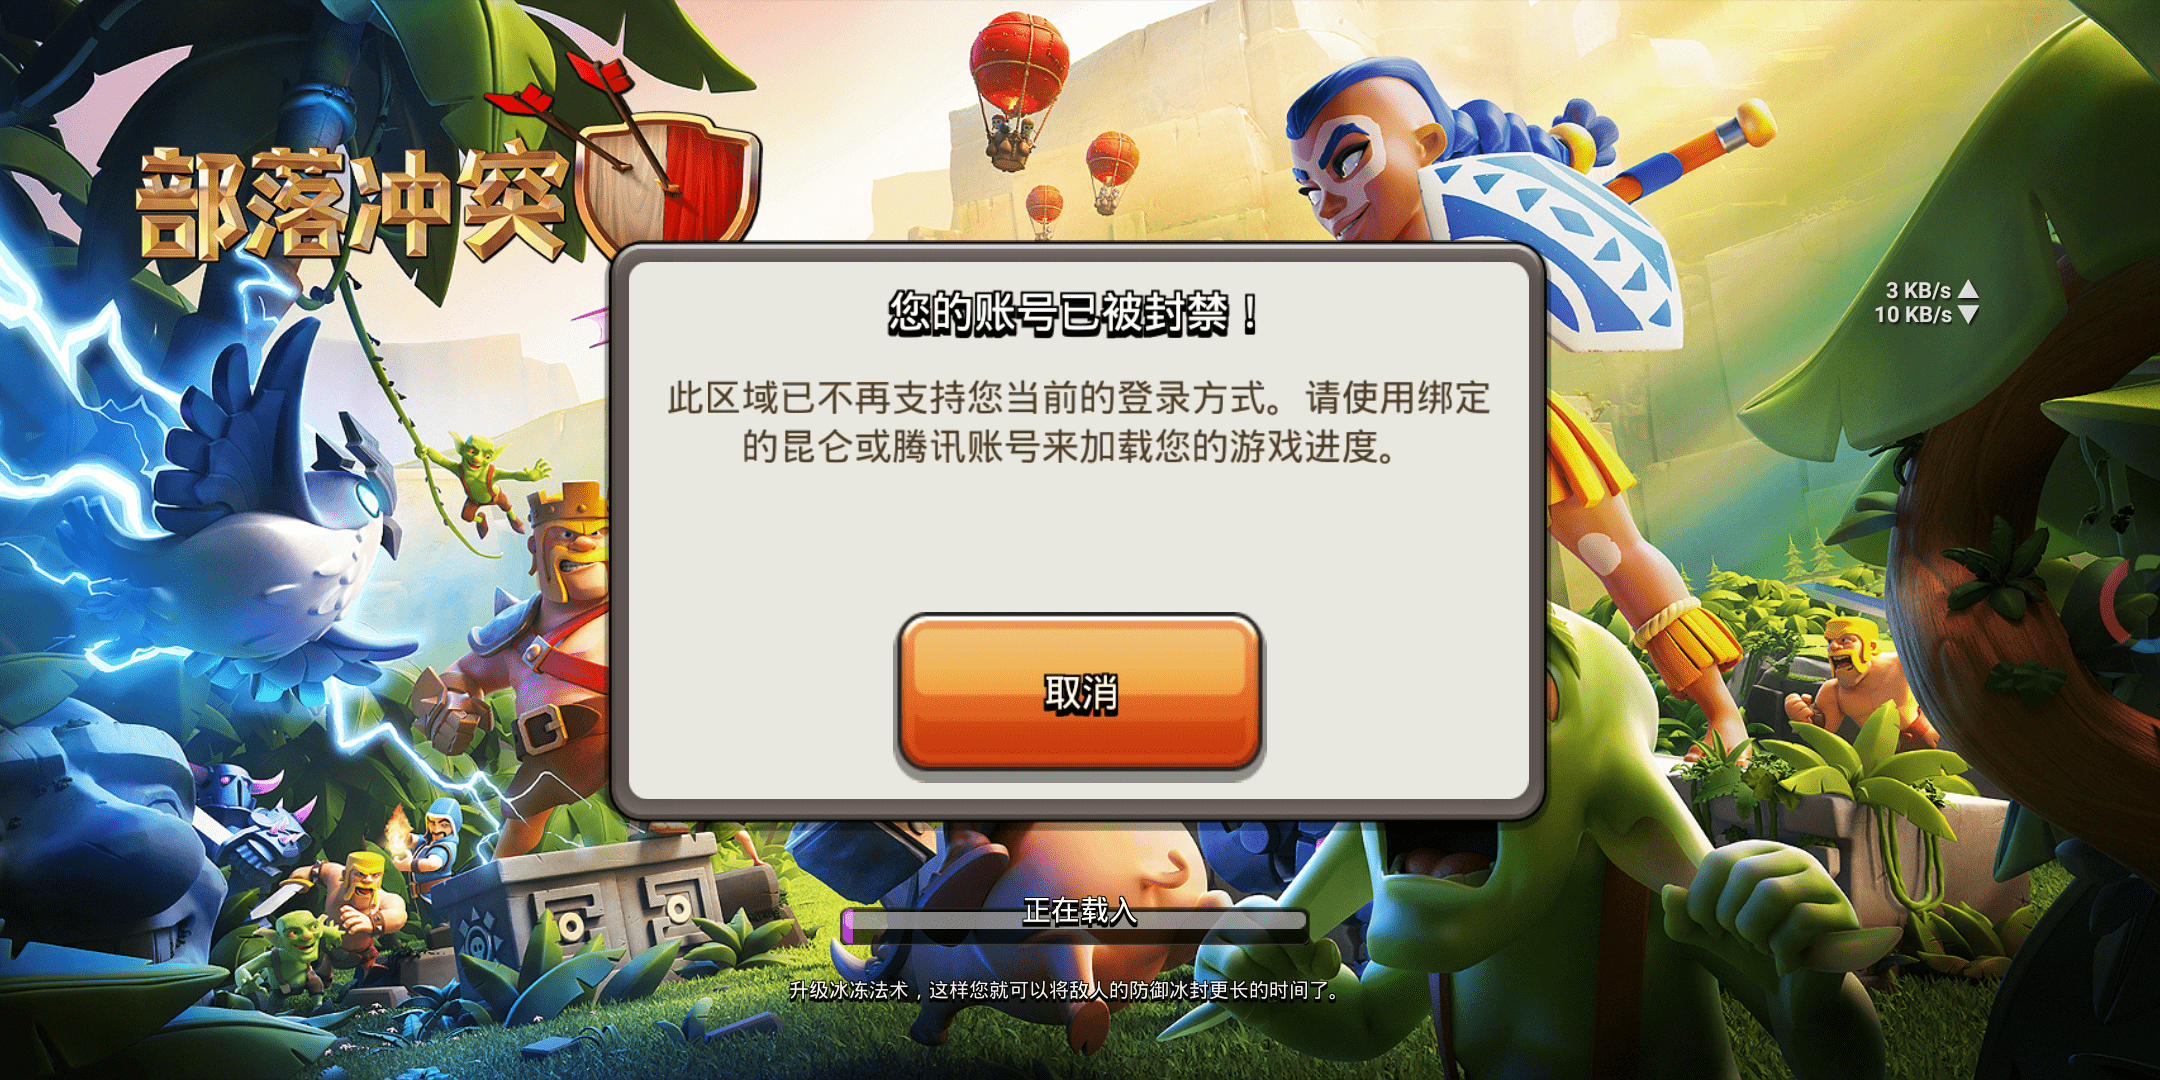 部落冲突
3 KB/s ▲
10 KB/s ▼
您的账号已被封禁！
此区域已不再支持您当前的登录方式。请使用绑定
的昆仑或腾讯账号来加载您的游戏进度。
取消
正在载入
升级冰冻法术，这样您就可以将敌人的防御冰封更长的时间了。